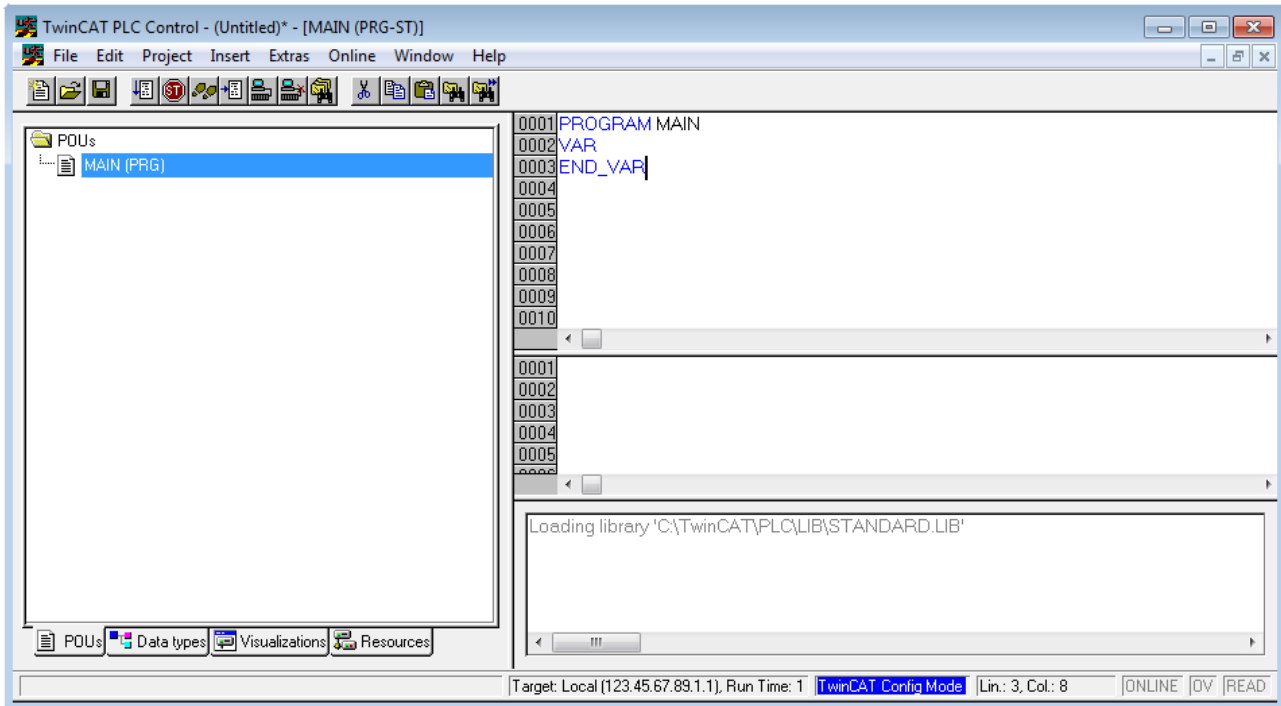 TwinCAT PLC Control - (Untitled)* - [MAIN (PRG-ST)]
File Edit Project Insert Extras Online Window Help
POUs
MAIN (PRG)
0001 PROGRAM MAIN
0002 VAR
0003 END_VAR
0004
0005
0006
0007
0008
0009
0010
0001
0002
0003
0004
0005
Loading library 'C:\TwinCAT\PLC\LIB\STANDARD.LIB'
POUs Data types Visualizations Resources
Target: Local (123.45.67.89.1.1), Run Time: 1 TwinCAT Config Mode Lin.: 3, Col.: 8 ONLINE OV READ